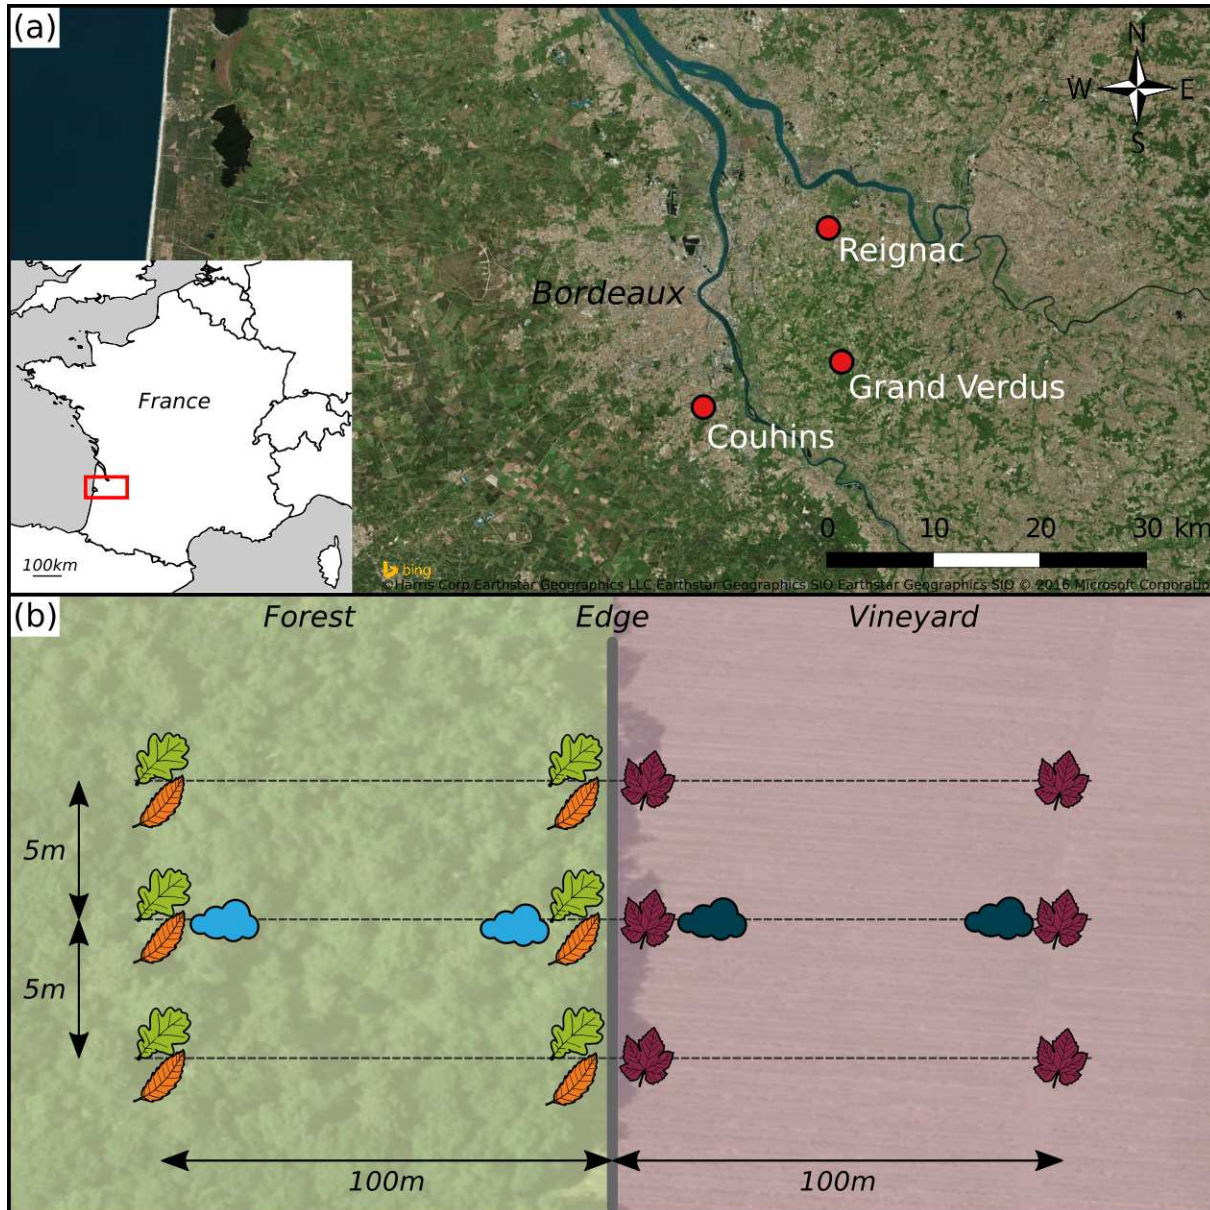 (a)
N
W E
S
Reignac
Bordeaux
Grand Verdus
Couhins
France
100km
0 10 20 30 km
bing
©Harris Corp Earthstar Geographics LLC Earthstar Geographics SIO Earthstar Geographics SIO © 2016 Microsoft Corporatio
(b)
Forest Edge Vineyard
5m
5m
100m 100m